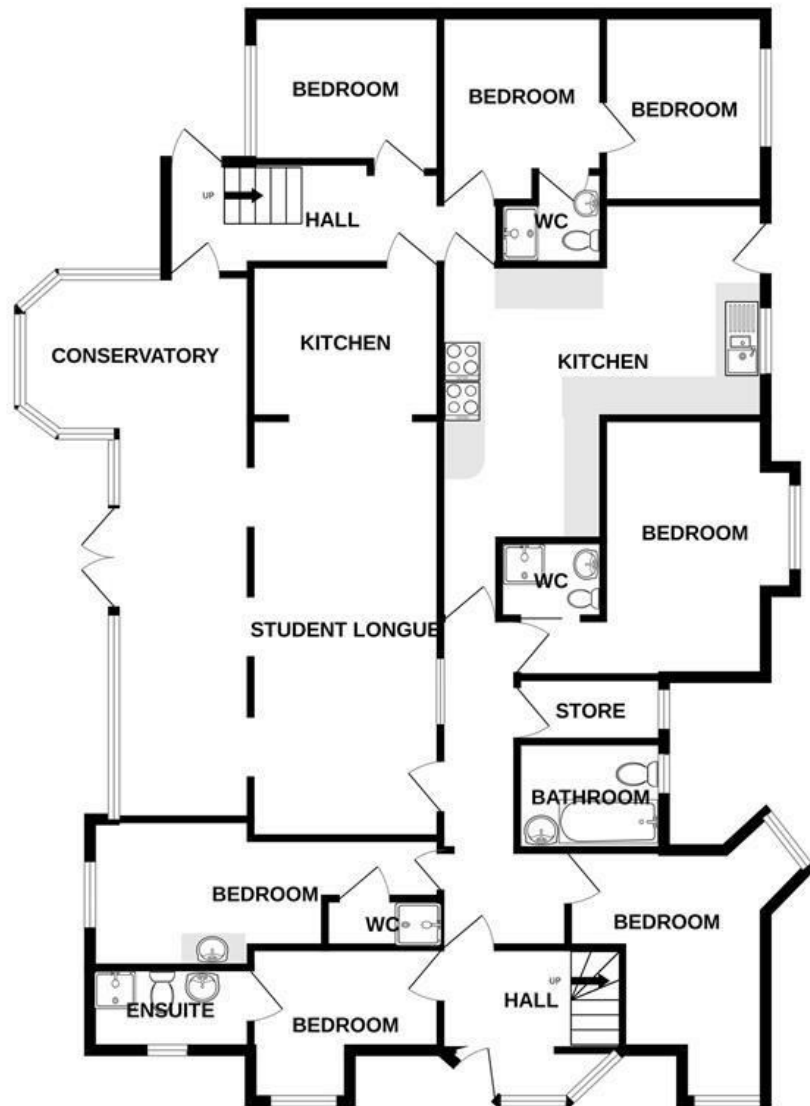 BEDROOM
BEDROOM
BEDROOM
UP
HALL
WC
CONSERVATORY
KITCHEN
KITCHEN
BEDROOM
WC
STUDENT LONGUE
STORE
BATHROOM
BEDROOM
WC
BEDROOM
UP
HALL
ENSUITE
BEDROOM